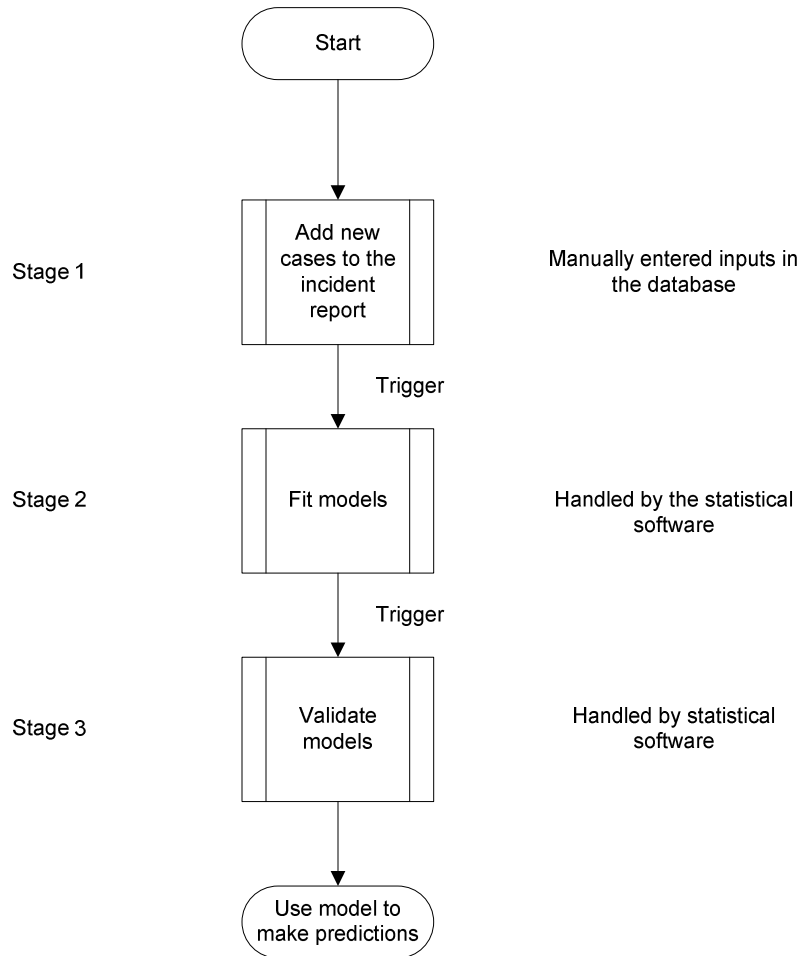 Start
Stage 1
Add new
cases to the
incident
report
Manually entered inputs in
the database
Trigger
Stage 2
Fit models
Handled by the statistical
software
Trigger
Stage 3
Validate
models
Handled by statistical
software
Use model to
make predictions